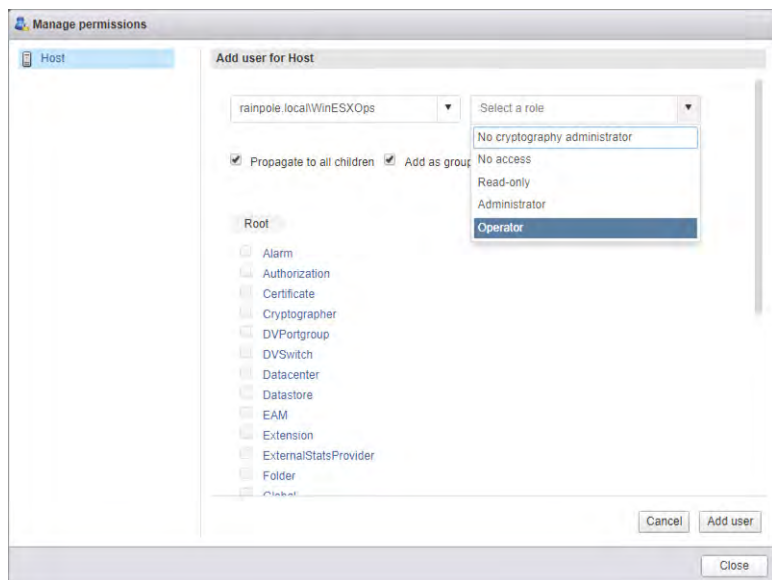 Manage permissions
Host
Add user for Host
rainpole.local\WinESXOps
Select a role
No cryptography administrator
No access
Read-only
Administrator
Operator
Propagate to all children
Add as group
Root
Alarm
Authorization
Certificate
Cryptographer
DVPortgroup
DVSwitch
Datacenter
Datastore
EAM
Extension
ExternalStatsProvider
Folder
Global
Cancel
Add user
Close